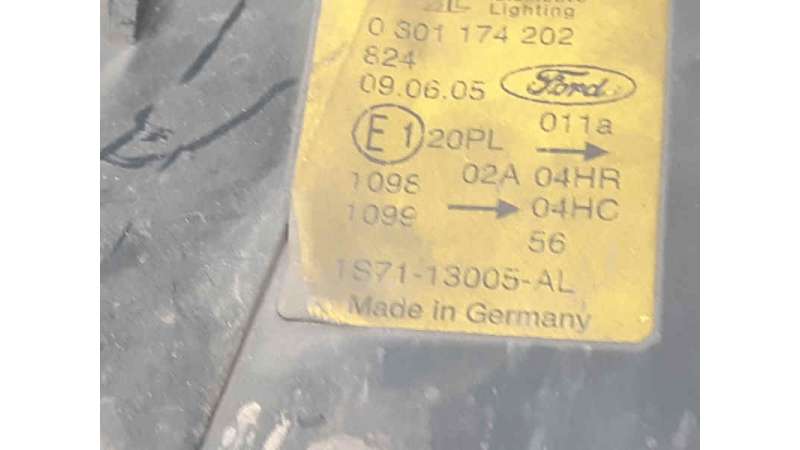 Lighting
0 301 174 202
824
09.06.05 Ford
E1 20PL 011a
1098 02A 04HR
1099 04HC
56
1S71-13005-AL
Made in Germany